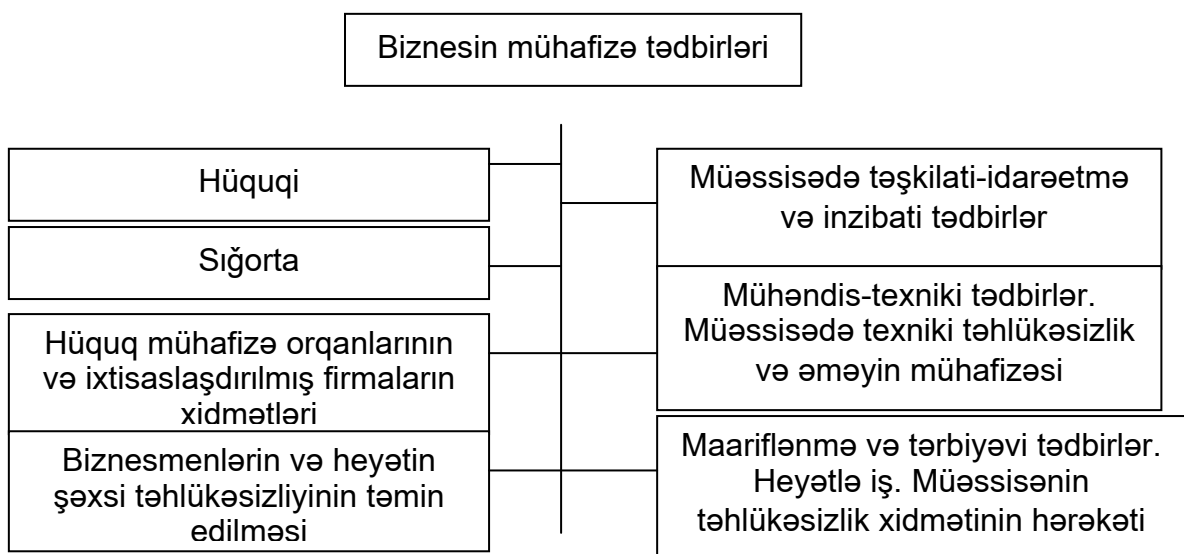 Biznesin mühafizə tədbirləri
Hüquqi
Sığorta
Hüquq mühafizə orqanlarının
və ixtisaslaşdırılmış firmaların
xidmətləri
Biznesmenlərin və heyətin
şəxsi təhlükəsizliyinin təmin
edilməsi
Müəssisədə təşkilati-idarəetmə
və inzibati tədbirlər
Mühəndis-texniki tədbirlər.
Müəssisədə texniki təhlükəsizlik
və əməyin mühafizəsi
Maariflənmə və tərbiyəvi tədbirlər.
Heyətlə iş. Müəssisənin
təhlükəsizlik xidmətinin hərəkəti